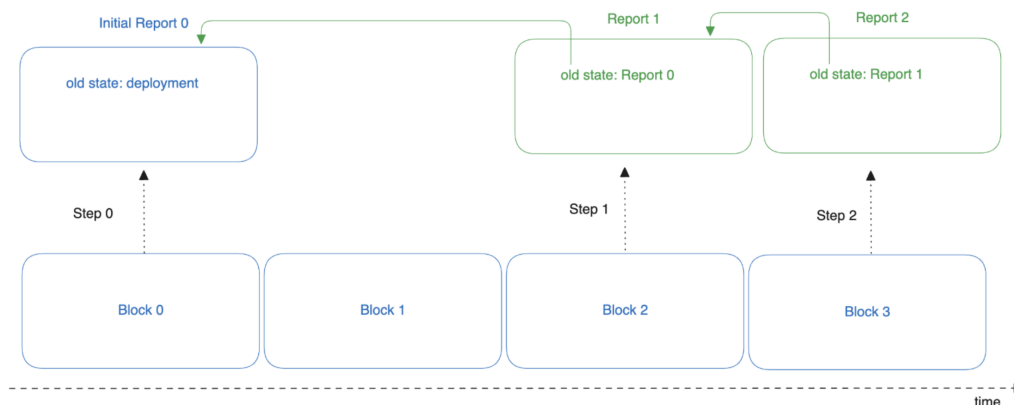 Initial Report 0
Report 1
Report 2
old state: deployment
old state: Report 0
old state: Report 1
Step 0
Step 1
Step 2
Block 0
Block 1
Block 2
Block 3
time